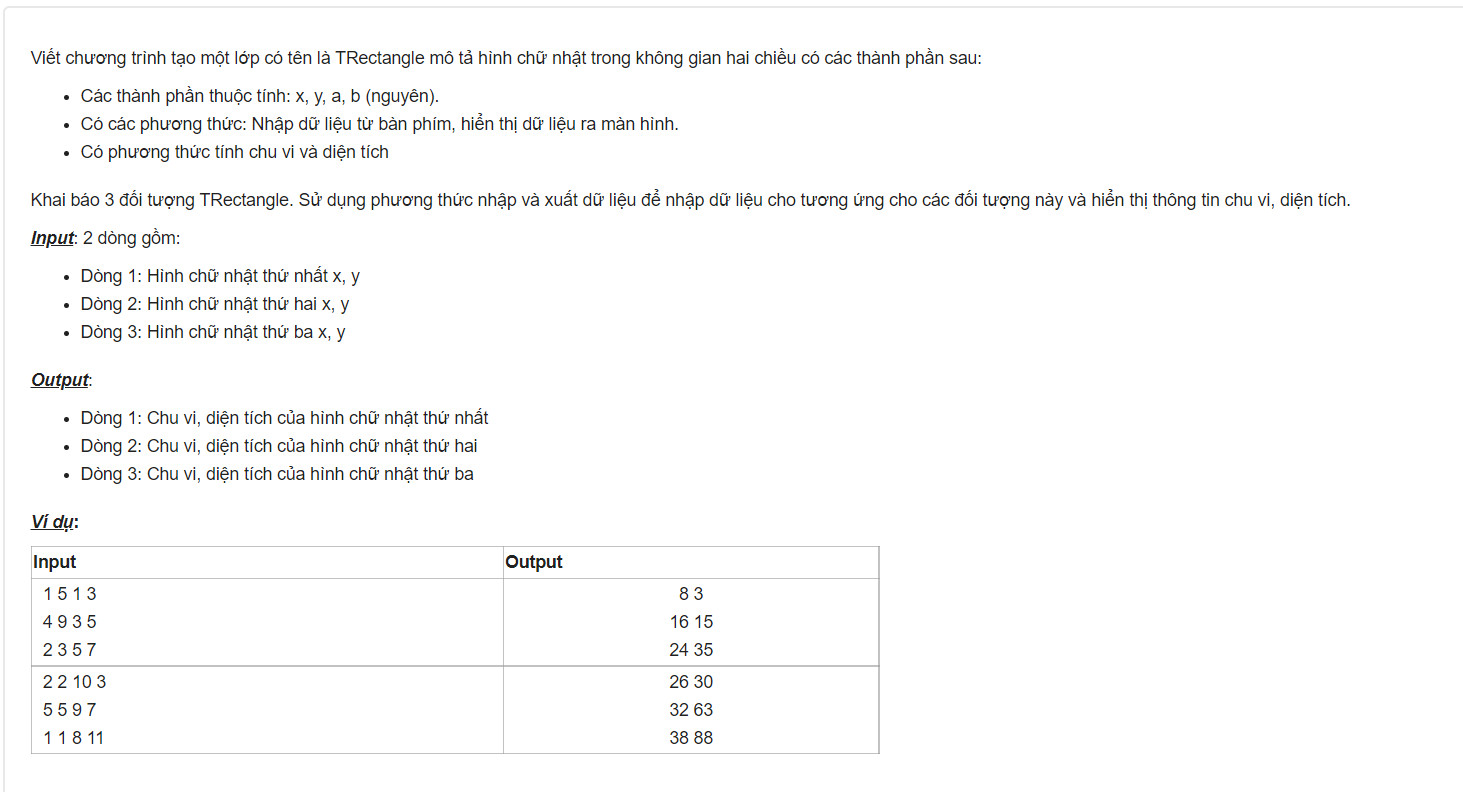 Viết chương trình tạo một lớp có tên là TRectangle mô tả hình chữ nhật trong không gian hai chiều có các thành phần sau:
• Các thành phần thuộc tính: x, y, a, b (nguyên).
• Có các phương thức: Nhập dữ liệu từ bàn phím, hiển thị dữ liệu ra màn hình.
• Có phương thức tính chu vi và diện tích
Khai báo 3 đối tượng TRectangle. Sử dụng phương thức nhập và xuất dữ liệu để nhập dữ liệu cho tương ứng cho các đối tượng này và hiển thị thông tin chu vi, diện tích.
Input: 2 dòng gồm:
• Dòng 1: Hình chữ nhật thứ nhất x, y
• Dòng 2: Hình chữ nhật thứ hai x, y
• Dòng 3: Hình chữ nhật thứ ba x, y
Output:
• Dòng 1: Chu vi, diện tích của hình chữ nhật thứ nhất
• Dòng 2: Chu vi, diện tích của hình chữ nhật thứ hai
• Dòng 3: Chu vi, diện tích của hình chữ nhật thứ ba
Ví dụ:
Input Output
1 5 1 3 8 3
4 9 3 5 16 15
2 3 5 7 24 35
2 2 10 3 26 30
5 5 9 7 32 63
1 1 8 11 38 88